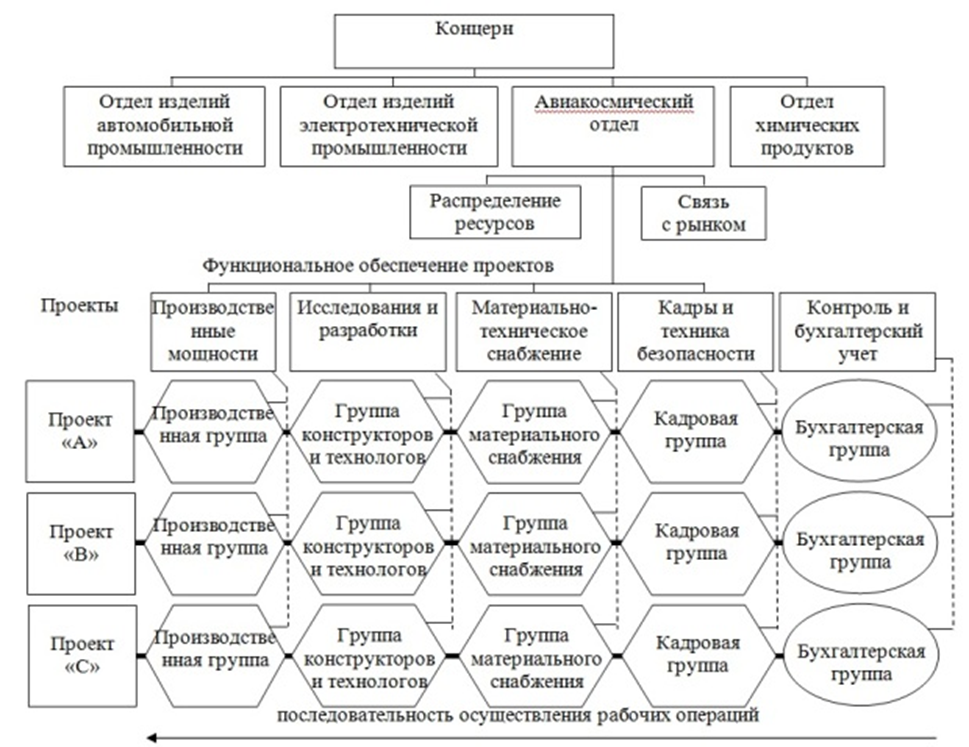 Концерн
Отдел изделий
автомобильной
промышленности
Отдел изделий
электротехнической
промышленности
Авиакосмический
отдел
Отдел
химических
продуктов
Распределение
ресурсов
Связь
с рынком
Функциональное обеспечение проектов
Проекты
Производстве
нные
мощности
Исследования и
разработки
Материально-
техническое
снабжение
Кадры и
техника
безопасности
Контроль и
бухгалтерский
учет
Проект
«А»
Производстве
нная группа
Группа
конструкторов
и технологов
Группа
материального
снабжения
Кадровая
группа
Бухгалтерская
группа
Проект
«В»
Производстве
нная группа
Группа
конструкторов
и технологов
Группа
материального
снабжения
Кадровая
группа
Бухгалтерская
группа
Проект
«С»
Производстве
нная группа
Группа
конструкторов
и технологов
Группа
материального
снабжения
Кадровая
группа
Бухгалтерская
группа
последовательность осуществления рабочих операций